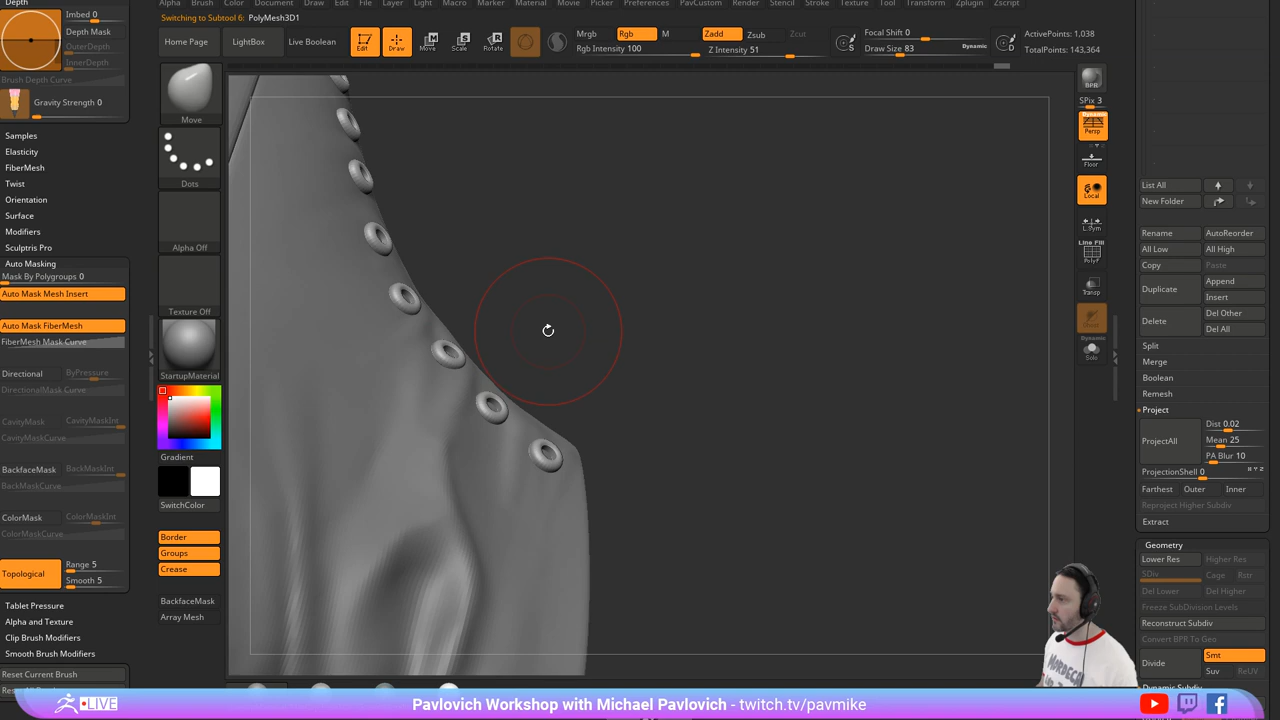 Alpha Brush Color Document Draw Edit File Layer Light Macro Marker Material Movie Picker Preferences PavCustom Render Stencil Stroke Texture Tool Transform Zplugin Zscript
Switching to Subtool 6: PolyMesh3D1
Depth
Imbed 0
Depth Mask
OuterDepth
InnerDepth
Brush Depth Curve
Gravity Strength 0
Samples
Elasticity
FiberMesh
Twist
Orientation
Surface
Modifiers
Sculptris Pro
Auto Masking
Mask By Polygroups 0
Auto Mask Mesh Insert
Auto Mask FiberMesh
FiberMesh Mask Curve
Directional
ByPressure
DirectionalMask Curve
CavityMask
CavityMaskInt
CavityMaskCurve
BackfaceMask
BackMaskInt
BackMaskCurve
ColorMask
ColorMaskInt
ColorMaskCurve
Topological
Range 5
Smooth 5
Tablet Pressure
Alpha and Texture
Clip Brush Modifiers
Smooth Brush Modifiers
Reset Current Brush
Home Page
LightBox
Live Boolean
Edit
Draw
Move
Scale
Rotate
Mrgb
Rgb
M
Rgb Intensity 100
Zadd
Zsub
Zcut
Z Intensity 51
S
Focal Shift 0
Draw Size 83
Dynamic
D
ActivePoints: 1,038
TotalPoints: 143,364
Move
Dots
Alpha Off
Texture Off
StartupMaterial
Gradient
SwitchColor
Border
Groups
Crease
BackfaceMask
Array Mesh
BPR
SPix 3
Dynamic
Persp
Floor
Local
L.Sym
Line Fill
PolyF
Transp
Dynamic
Solo
List All
New Folder
Rename
AutoReorder
All Low
All High
Copy
Paste
Duplicate
Append
Insert
Delete
Del Other
Del All
Split
Merge
Boolean
Remesh
Project
ProjectAll
Dist 0.02
Mean 25
PA Blur 10
ProjectionShell 0
Farthest
Outer
Inner
Reproject Higher Subdiv
Extract
Geometry
Lower Res
Higher Res
SDiv
Cage
Rstr
Del Lower
Del Higher
Freeze SubDivision Levels
Reconstruct Subdiv
Convert BPR To Geo
Divide
Smt
Suv
ReUV
Dynamic Subdiv
LIVE
Pavlovich Workshop with Michael Pavlovich - twitch.tv/pavmike